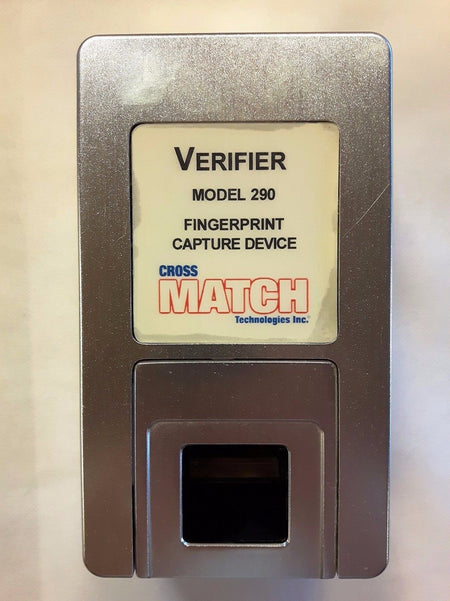 VERIFIER
MODEL 290
FINGERPRINT
CAPTURE DEVICE
CROSS
MATCH
Technologies Inc.